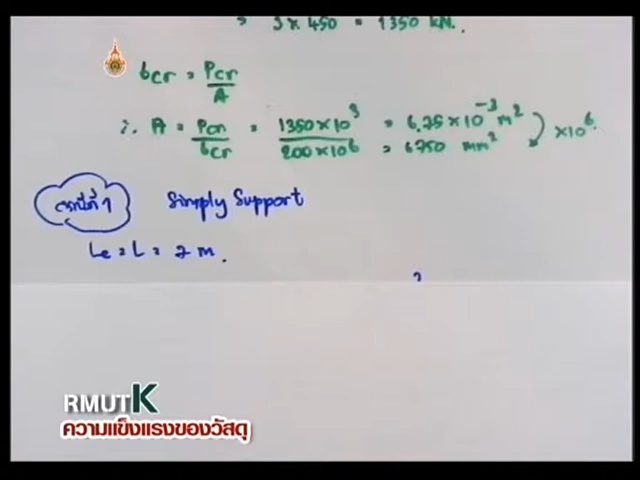 = 3 x 450 = 1350 kN.
σcr = Pcr
A
∴ A = Pcr = 1350 x 10³ = 6.75 x 10⁻³ m² ) x10⁶
σcr 200 x 10⁶ = 6750 mm²
กรณีที่ 1 Simply Support
Le = L = 7 m.
RMUTK
ความแข็งแรงของวัสดุ